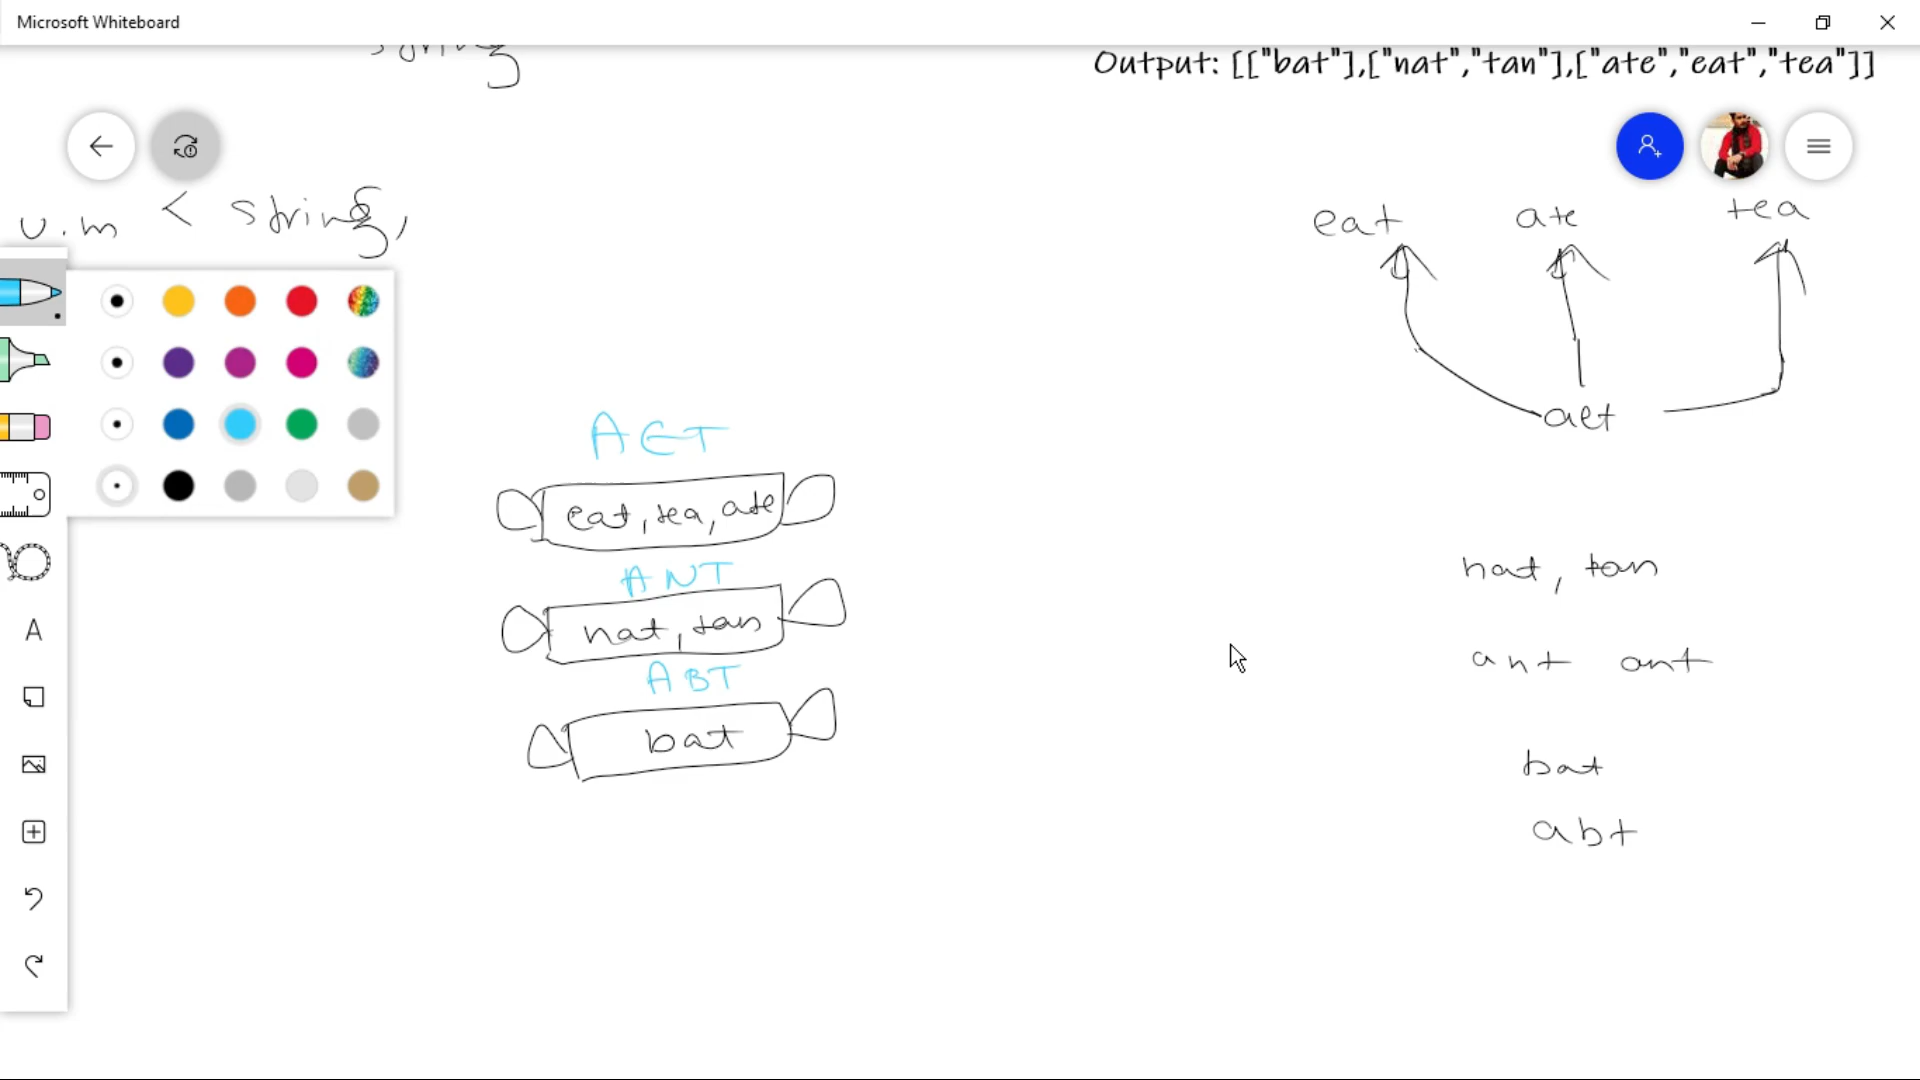 Microsoft Whiteboard
string
Output: [["bat"],["nat","tan"],["ate","eat","tea"]]
u.m < string,
eat ate tea
aet
AET
eat, tea, ate
ANT
nat, tan
ABT
bat
nat, tan
ant ant
bat
abt
A